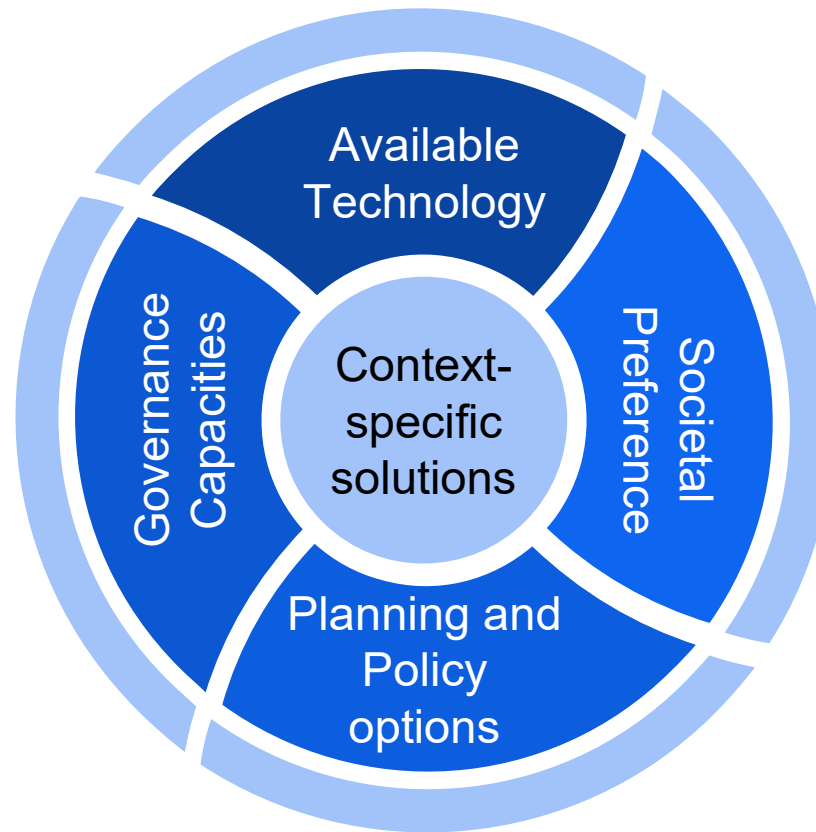 Available
Technology
Societal
Preference
Context-
specific
solutions
Governance
Capacities
Planning and
Policy
options